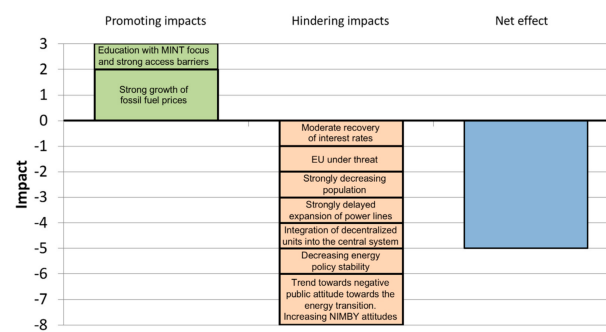 Promoting impacts
Hindering impacts
Net effect
Impact
3
2
1
0
-1
-2
-3
-4
-5
-6
-7
-8
Education with MINT focus
and strong access barriers
Strong growth of
fossil fuel prices
Moderate recovery
of interest rates
EU under threat
Strongly decreasing
population
Strongly delayed
expansion of power lines
Integration of decentralized
units into the central system
Decreasing energy
policy stability
Trend towards negative
public attitude towards the
energy transition.
Increasing NIMBY attitudes